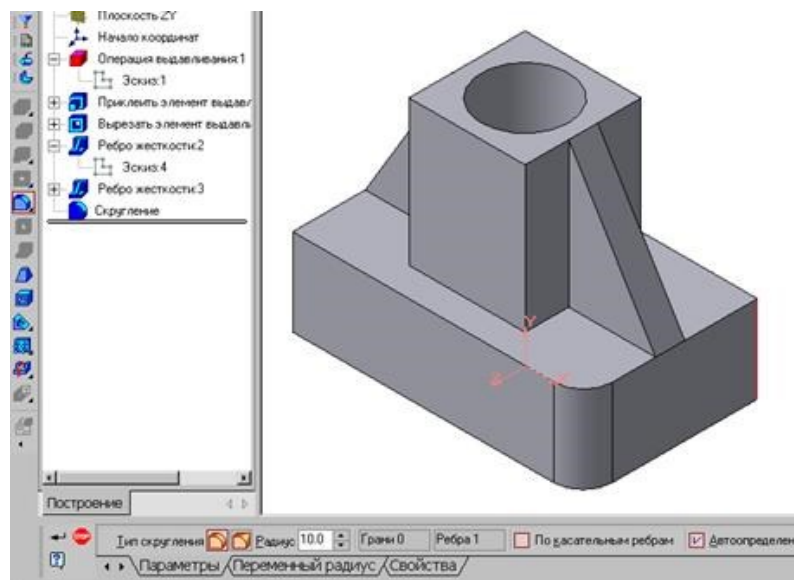 Плоскость ZY
Начало координат
Операция выдавливания:1
Эскиз:1
Приклеить элемент выдавл
Вырезать элемент выдавль
Ребро жесткости:2
Эскиз:4
Ребро жесткости:3
Скругление
Y
Построение
Тип скругления Радиус 10.0 Грани 0 Ребра 1 По касательным ребрам Автоопределен
Параметры Переменный радиус Свойства